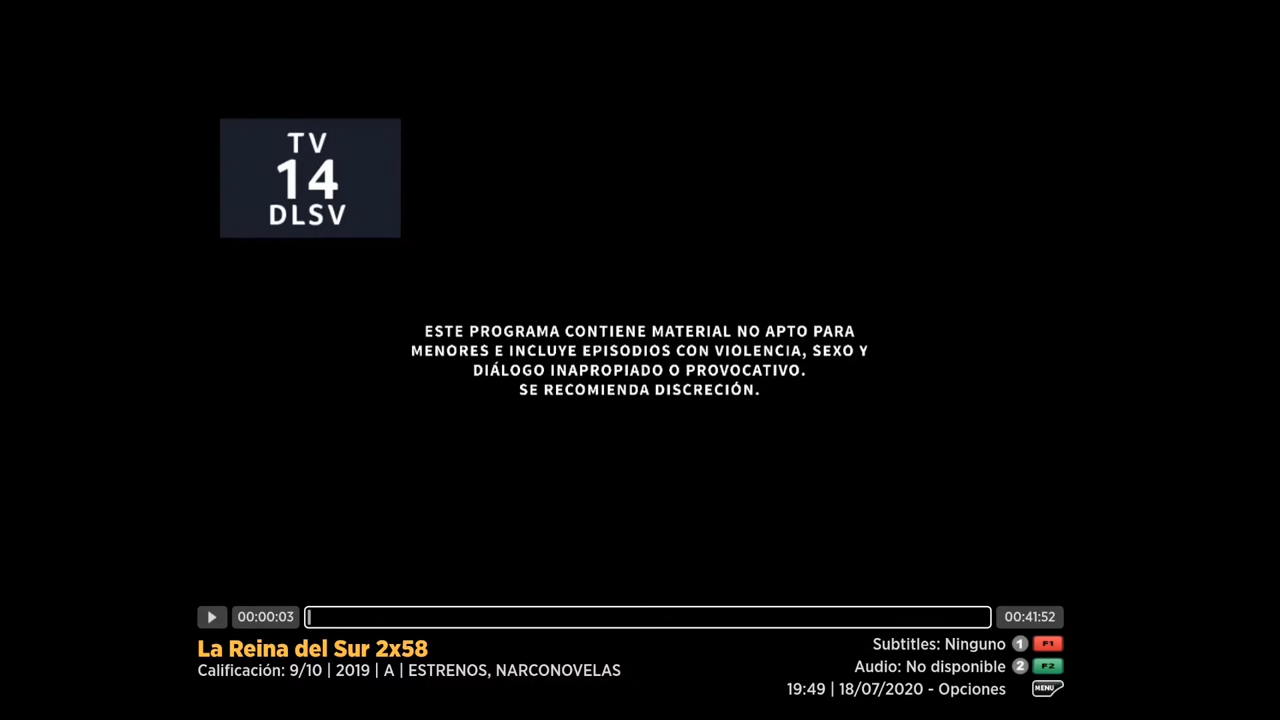 TV
14
DLSV
ESTE PROGRAMA CONTIENE MATERIAL NO APTO PARA
MENORES E INCLUYE EPISODIOS CON VIOLENCIA, SEXO Y
DIÁLOGO INAPROPIADO O PROVOCATIVO.
SE RECOMIENDA DISCRECIÓN.
00:00:03
00:41:52
La Reina del Sur 2x58
Calificación: 9/10 | 2019 | A | ESTRENOS, NARCONOVELAS
Subtitles: Ninguno 1 F1
Audio: No disponible 2 F2
19:49 | 18/07/2020 - Opciones MENU